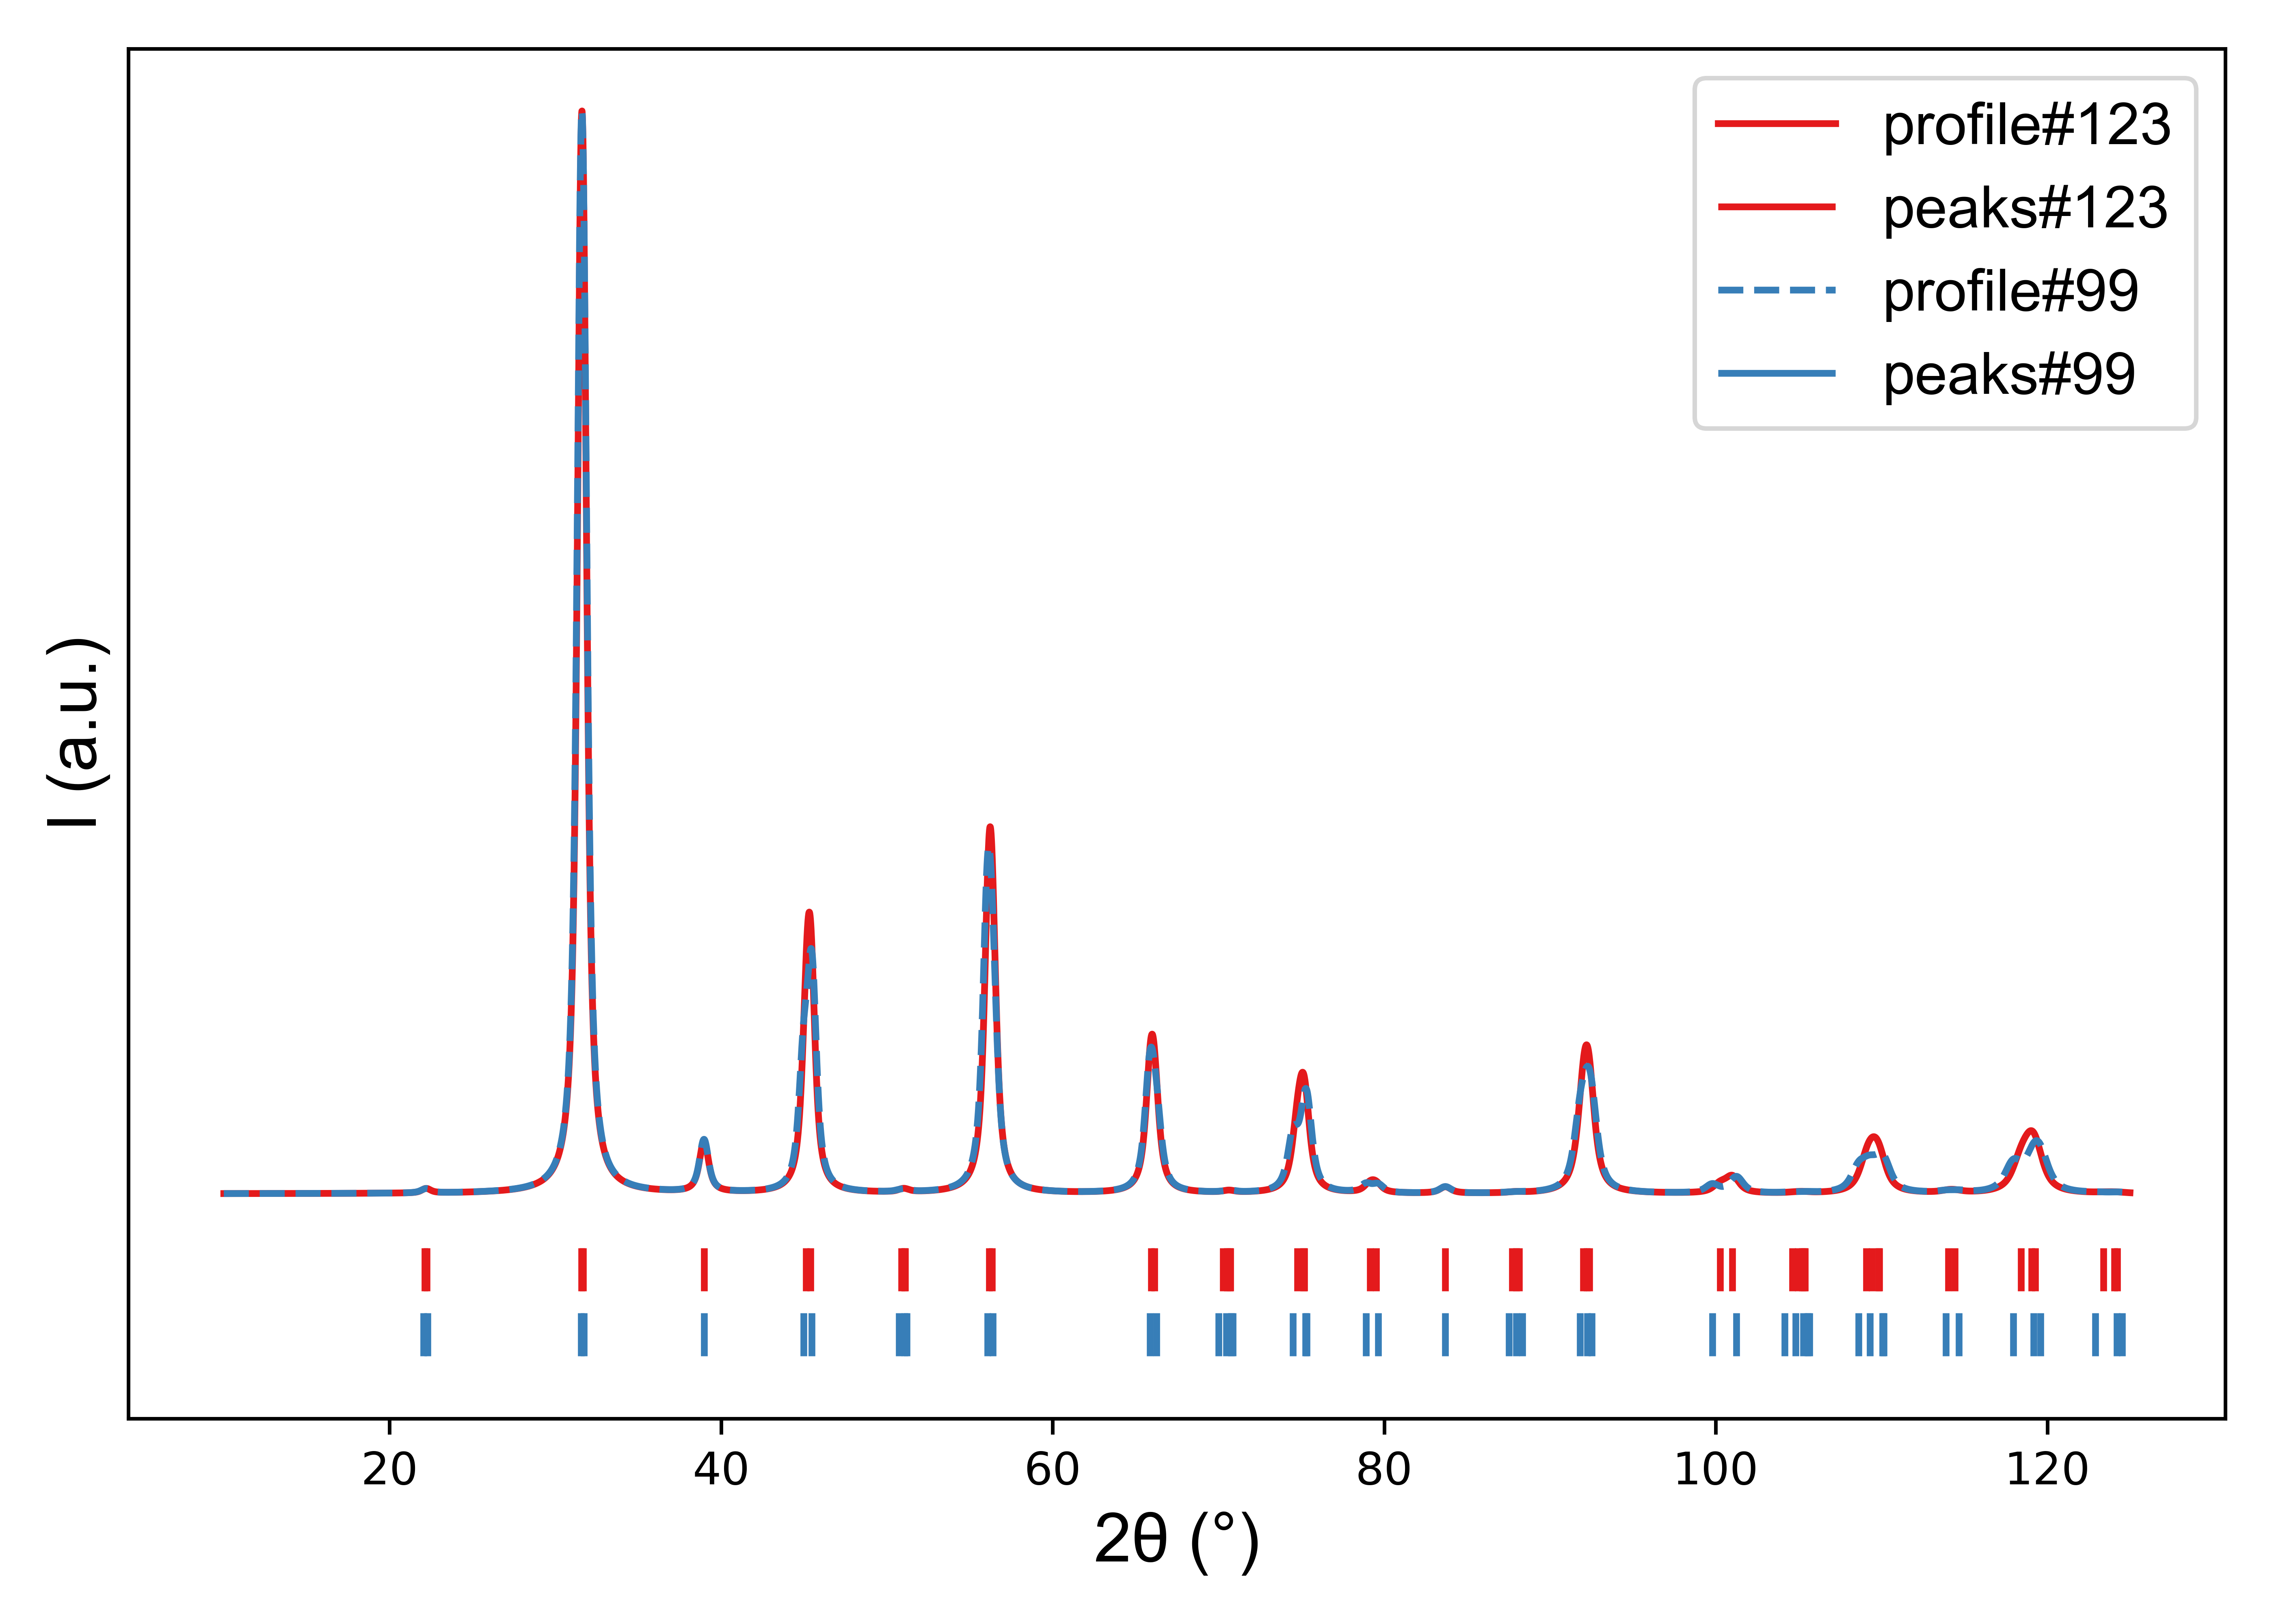 profile#123
peaks#123
profile#99
peaks#99
I (a.u.)
20 40 60 80 100 120
2θ (°)